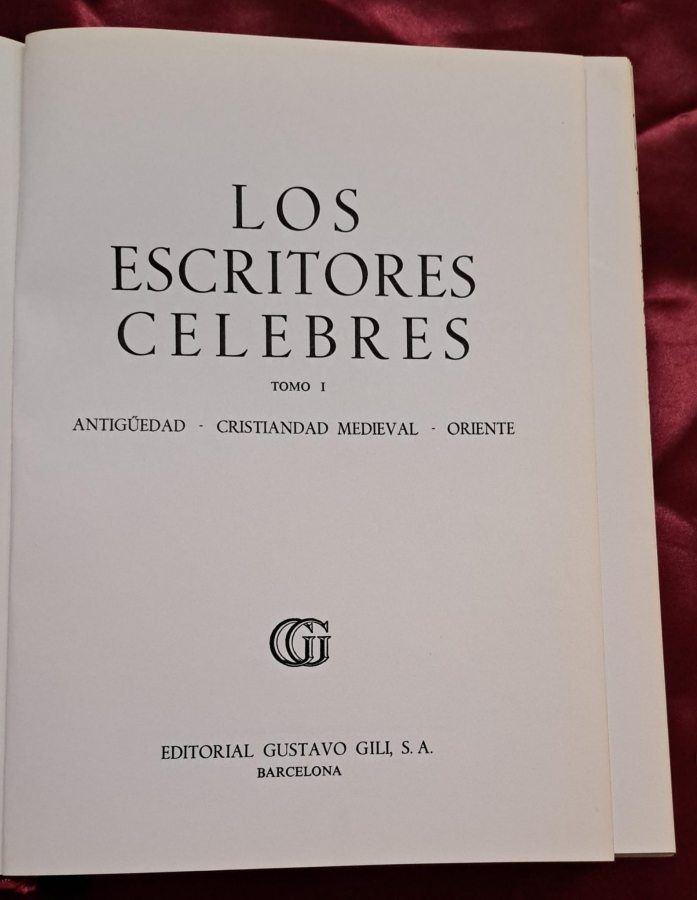 LOS
ESCRITORES
CELEBRES
TOMO I
ANTIGÜEDAD - CRISTIANDAD MEDIEVAL - ORIENTE
GG
EDITORIAL GUSTAVO GILI, S. A.
BARCELONA